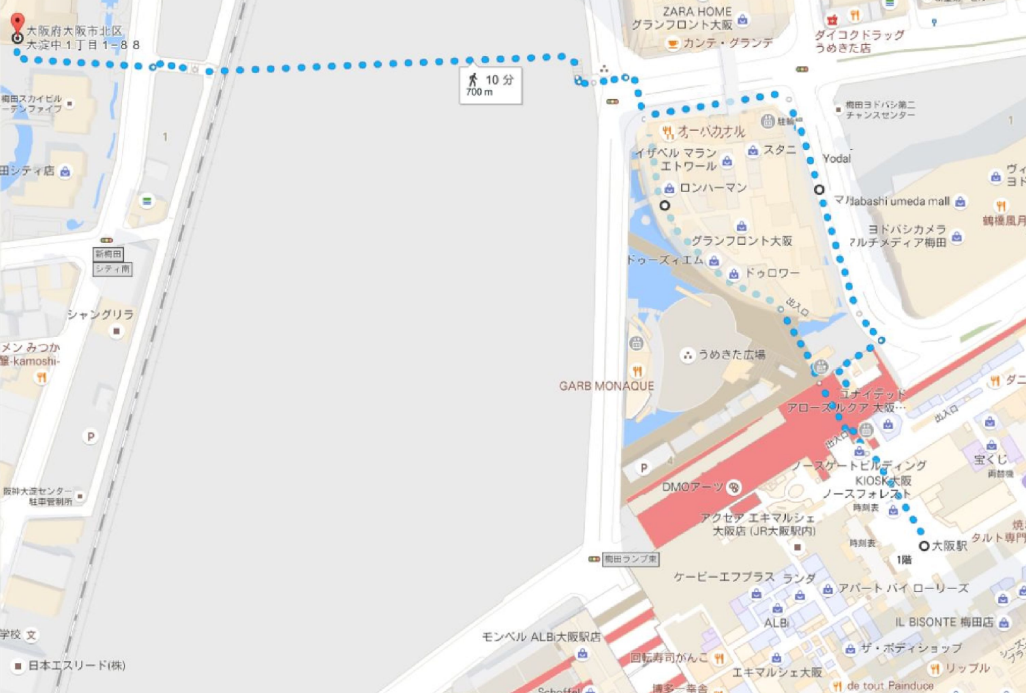 ZARA HOME
グランフロント大阪
カンテ・グランテ
ダイコクドラッグ
うめきた店
大阪府大阪市北区
大淀中1丁目1-88
10 分
700 m
梅田スカイビル
ーデンファイブ
1
梅田ヨドバシ第二
チャンスセンター
1
オーバカナル
スタニ
イザベル マラン
エトワール
Yodal
田シティ店
ロンハーマン
マル
dabashi umeda mall
ヨドバシカメラ
マルチメディア梅田
鶴橋風月
グランフロント大阪
新梅田
シティ南
ドゥーズィエム
ドゥロワー
出入口
シャングリラ
メン みつか
-kamoshi-
うめきた広場
GARB MONAQUE
ユナイテッド
アローズ ルクア 大阪…
出入口
出入口
P
P
ノースゲートビルディング
KIOSK大阪
ノースフォレスト
宝くじ
両替機
DMOアーツ
阪神大淀センター
駐車管制所
時刻表
アクセア エキマルシェ
大阪店 (JR大阪駅内)
時刻表
大阪駅
1階
タルト専門
梅田ランプ東
ケービーエフプラス
ランダ
アパート バイ ローリーズ
ALBi
IL BISONTE 梅田店
学校 文
モンベル ALBi大阪駅店
ザ・ボディショップ
日本エスリード(株)
回転寿司がんこ
エキマルシェ大阪
リップル
de tout Painduce